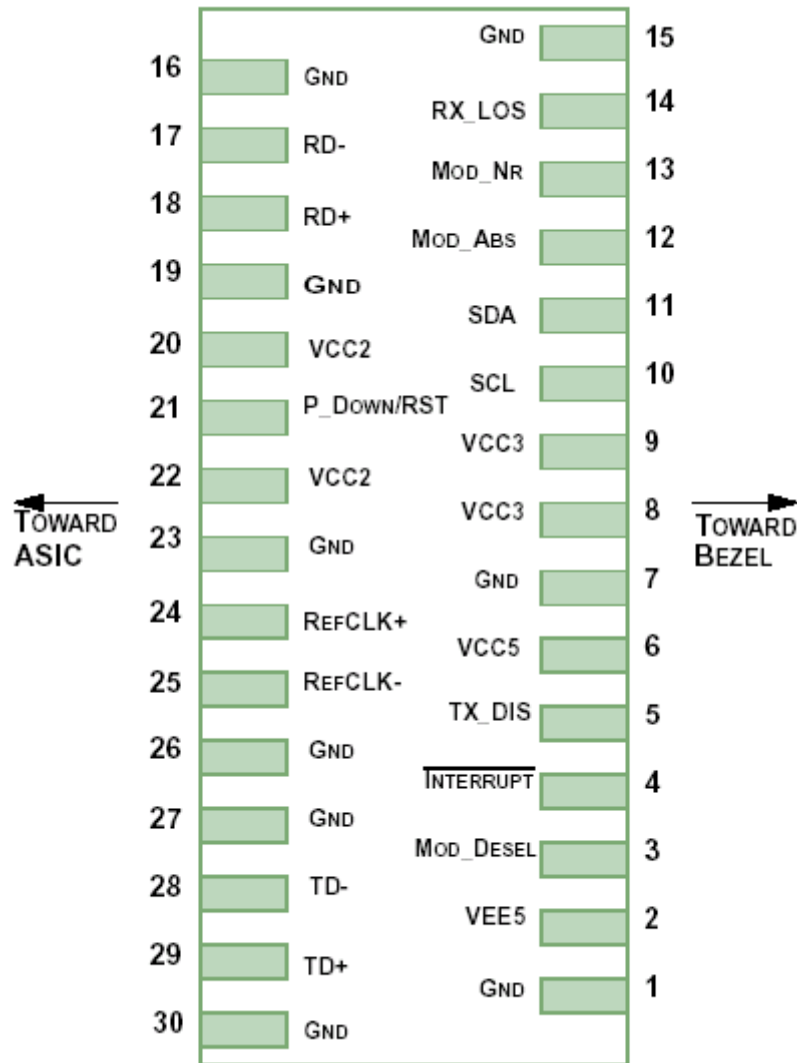 GND 15
16 GND
RX_LOS 14
17 RD-
MOD_NR 13
18 RD+
MOD_ABS 12
19 GND
SDA 11
20 VCC2
SCL 10
21 P_DOWN/RST
VCC3 9
22 VCC2
VCC3 8
TOWARD ASIC
TOWARD BEZEL
23 GND
GND 7
24 REFCLK+
VCC5 6
25 REFCLK-
TX_DIS 5
26 GND
INTERRUPT 4
27 GND
MOD_DESEL 3
28 TD-
VEE5 2
29 TD+
GND 1
30 GND